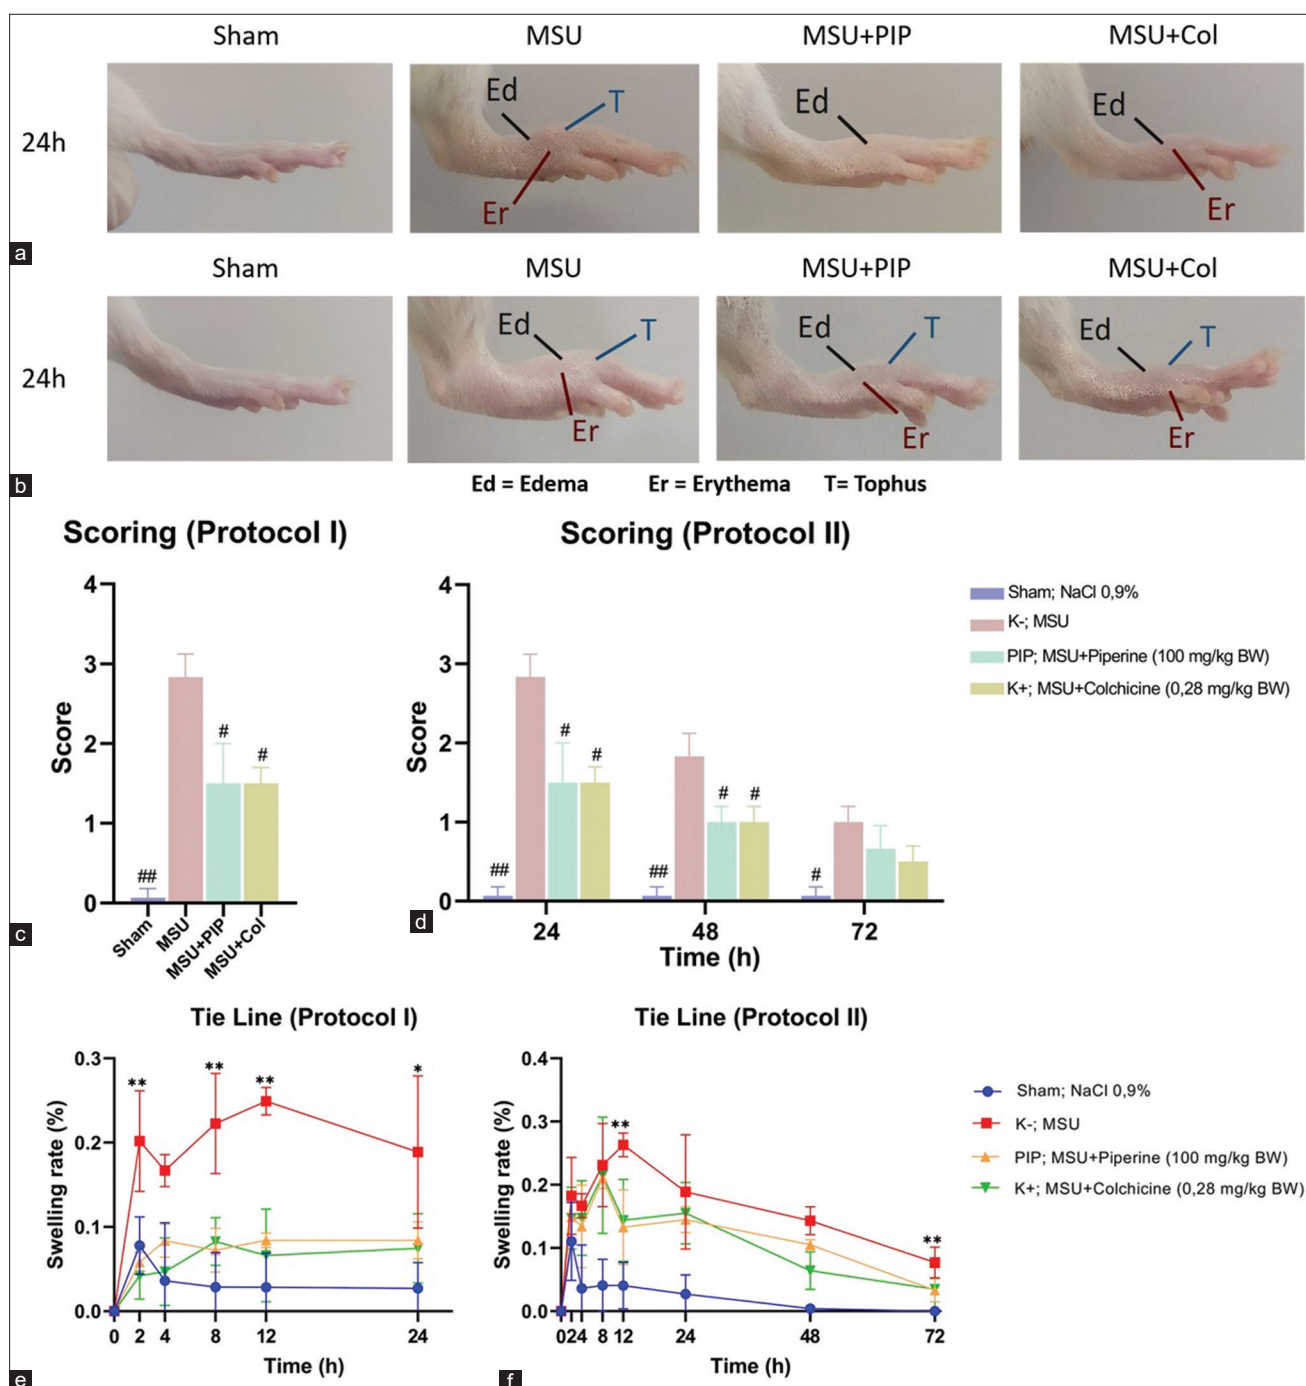 Sham MSU MSU+PIP MSU+Col
24h
Ed T Er
Ed
Ed Er
a
Sham MSU MSU+PIP MSU+Col
24h
Ed T Er
Ed T Er
Ed T Er
b
Ed = Edema Er = Erythema T= Tophus
Scoring (Protocol I)
4
3
2
1
0
Score
##
#
#
Sham MSU MSU+PIP MSU+Col
c
Scoring (Protocol II)
4
3
2
1
0
Score
## # #
## # #
#
24 48 72
Time (h)
d
Sham; NaCl 0,9%
K-; MSU
PIP; MSU+Piperine (100 mg/kg BW)
K+; MSU+Colchicine (0,28 mg/kg BW)
Tie Line (Protocol I)
0.3
0.2
0.1
0.0
Swelling rate (%)
** ** ** *
0 2 4 8 12 24
Time (h)
e
Tie Line (Protocol II)
0.4
0.3
0.2
0.1
0.0
Swelling rate (%)
** **
0 2 4 8 12 24 48 72
Time (h)
f
Sham; NaCl 0,9%
K-; MSU
PIP; MSU+Piperine (100 mg/kg BW)
K+; MSU+Colchicine (0,28 mg/kg BW)